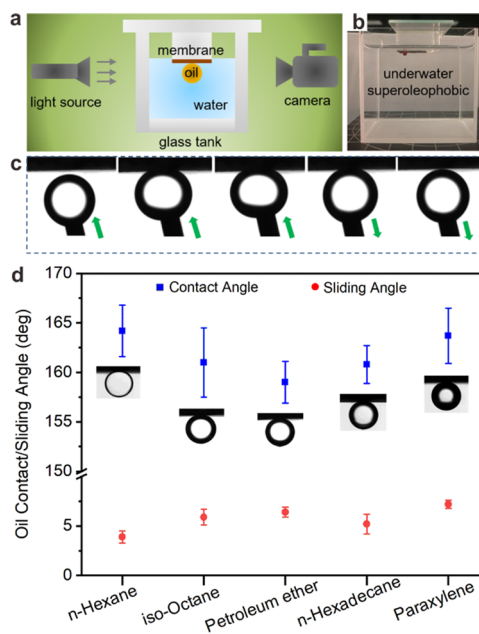 a
membrane
oil
light source
water
camera
glass tank
b
underwater
superoleophobic
c
d
170
165
160
155
150
5
0
Oil Contact/Sliding Angle (deg)
Contact Angle
Sliding Angle
n-Hexane
iso-Octane
Petroleum ether
n-Hexadecane
Paraxylene